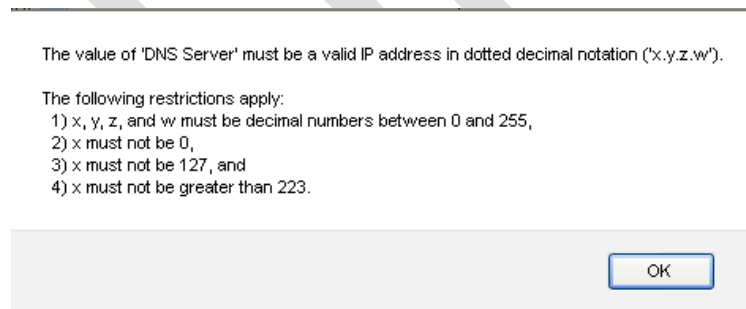 The value of 'DNS Server' must be a valid IP address in dotted decimal notation ('x.y.z.w').
The following restrictions apply:
1) x, y, z, and w must be decimal numbers between 0 and 255,
2) x must not be 0,
3) x must not be 127, and
4) x must not be greater than 223.
OK